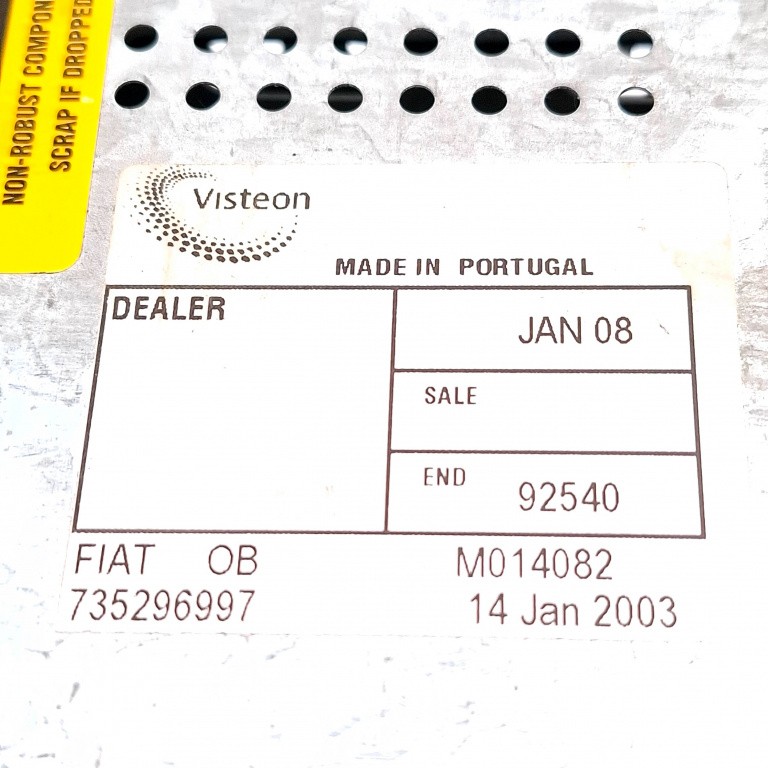 NON-ROBUST COMPON
SCRAP IF DROPPED
Visteon
MADE IN PORTUGAL
DEALER
JAN 08
SALE
END 92540
FIAT OB M014082
735296997 14 Jan 2003